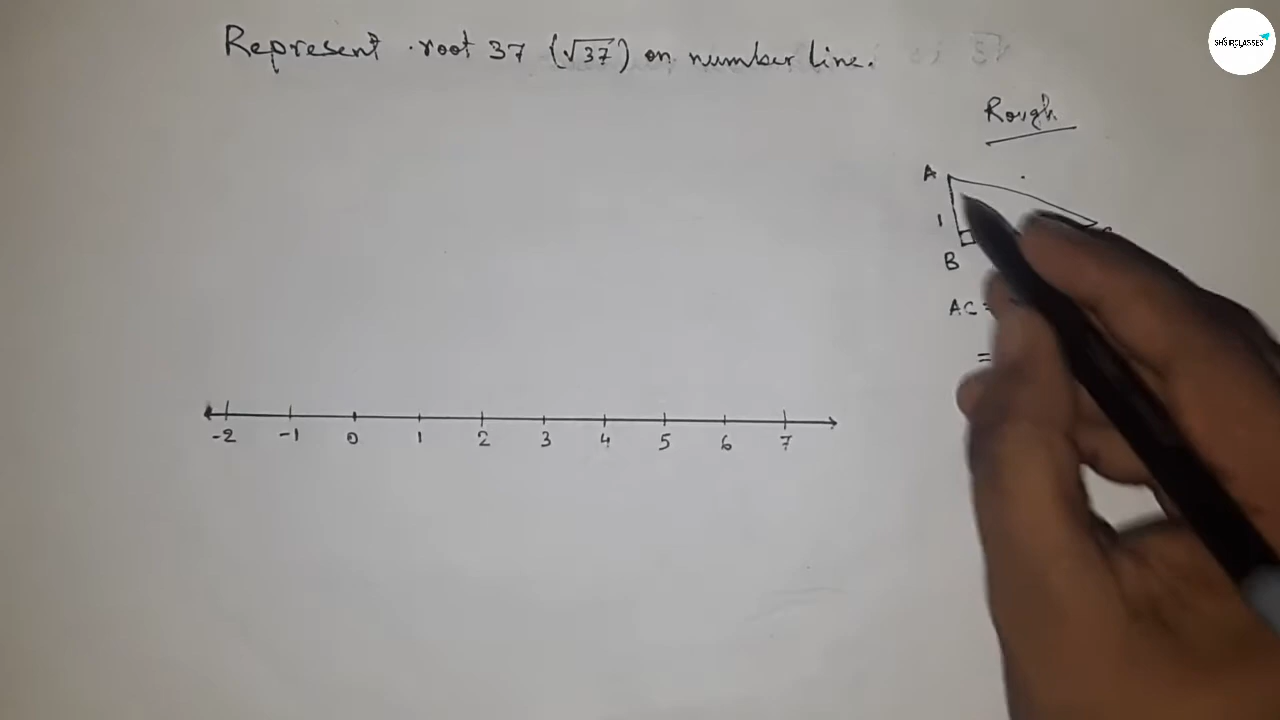 Represent root 37 (√37) on number line.
SHSIRCLASSES
Rough
A
1
B
AC =
=
-2 -1 0 1 2 3 4 5 6 7